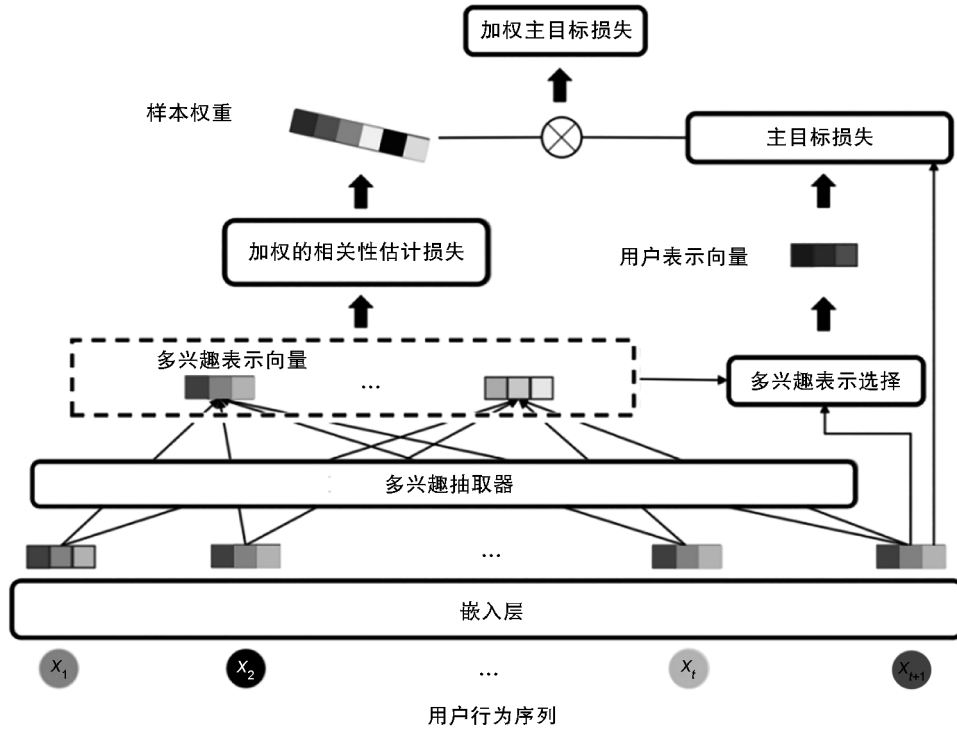 加权主目标损失
样本权重
主目标损失
加权的相关性估计损失
用户表示向量
多兴趣表示向量
...
多兴趣表示选择
多兴趣抽取器
...
嵌入层
X1
X2
...
Xt
Xt+1
用户行为序列